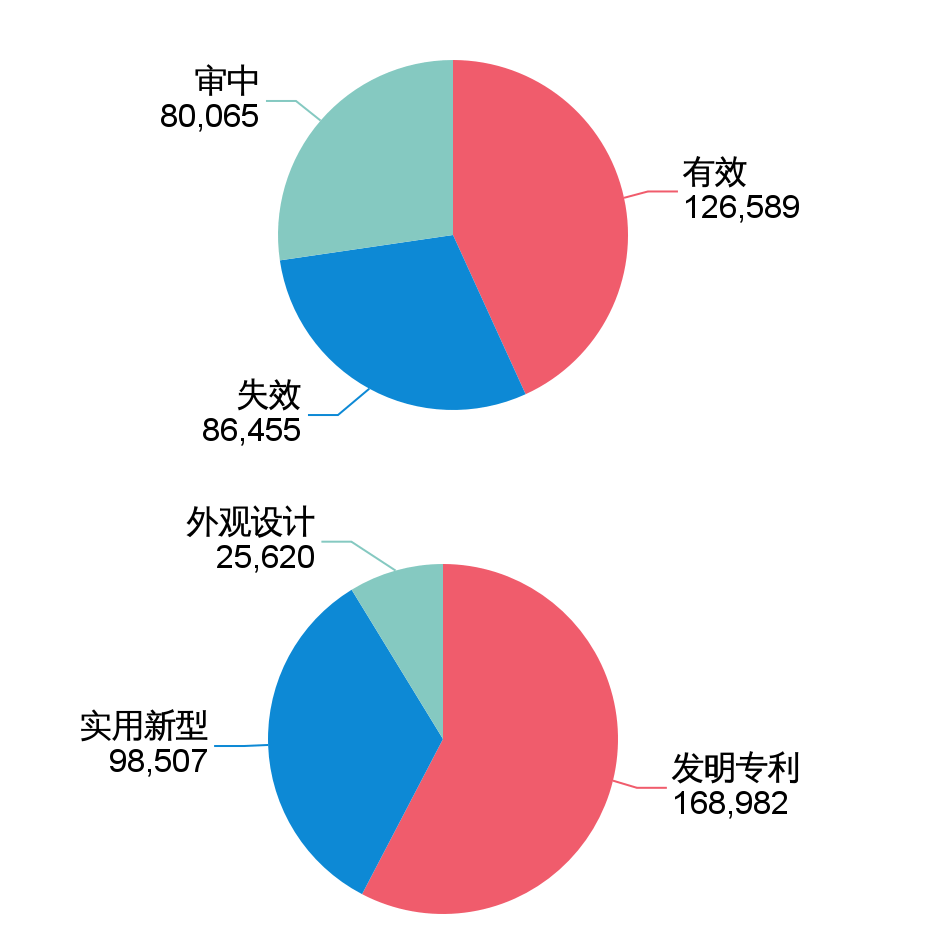 审中
80,065
有效
126,589
失效
86,455
外观设计
25,620
实用新型
98,507
发明专利
168,982